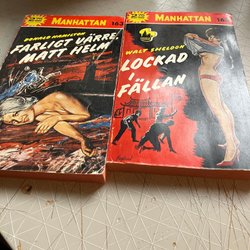 MANHATTAN 163
DONALD HAMILTON
FARLIGT VÄRRE,
MATT HELM
MANHATTAN
WALT SHELDON
LOCKAD
I
FÄLLAN